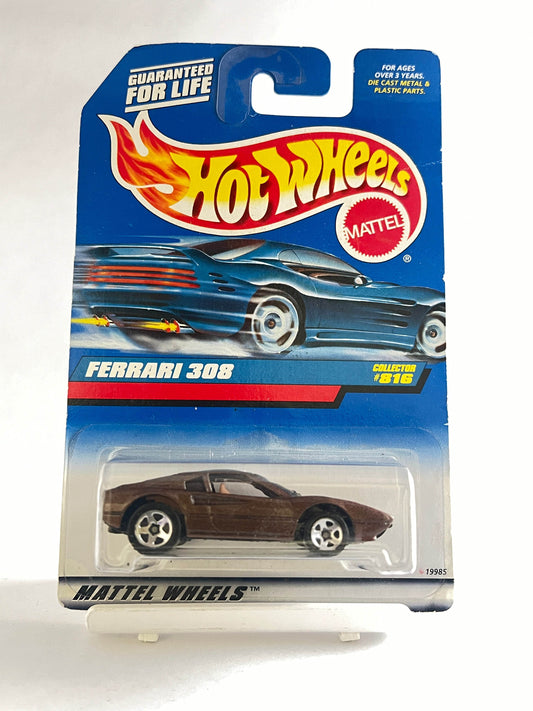 GUARANTEED
FOR LIFE
FOR AGES
OVER 3 YEARS.
DIE CAST METAL &
PLASTIC PARTS.
HOT WHEELS
MATTEL
®
FERRARI 308
COLLECTOR
#816
19985
MATTEL WHEELS™